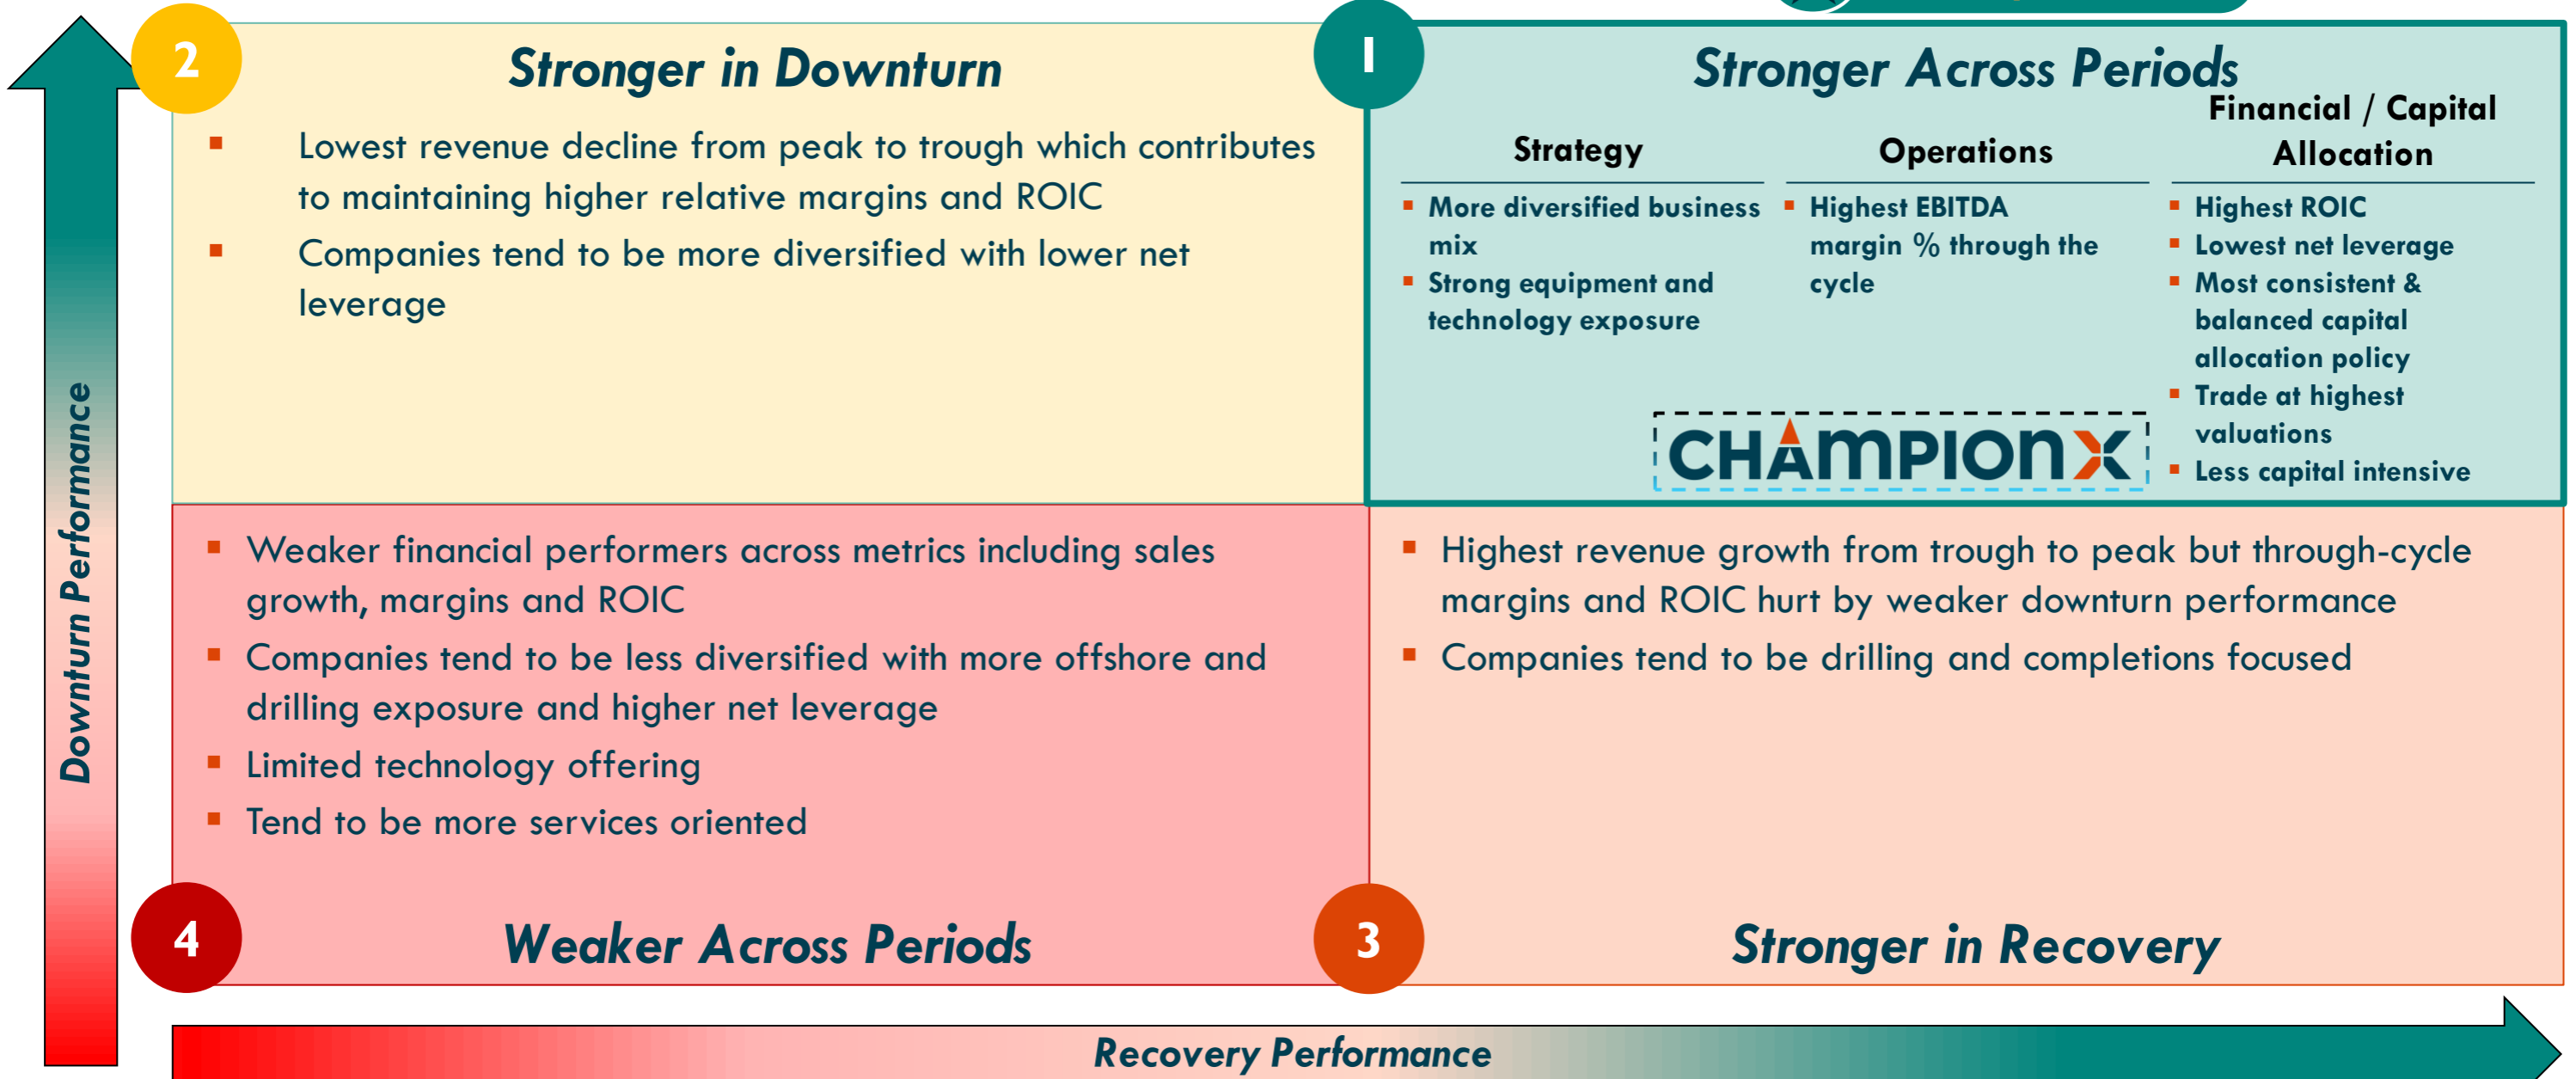 2
Stronger in Downturn
Lowest revenue decline from peak to trough which contributes
to maintaining higher relative margins and ROIC
Companies tend to be more diversified with lower net
leverage
1
Stronger Across Periods
Strategy
More diversified business
mix
Strong equipment and
technology exposure
Operations
Highest EBITDA
margin % through the
cycle
Financial / Capital
Allocation
Highest ROIC
Lowest net leverage
Most consistent &
balanced capital
allocation policy
Trade at highest
valuations
Less capital intensive
CHAMPIONX
Downturn Performance
Weaker financial performers across metrics including sales
growth, margins and ROIC
Companies tend to be less diversified with more offshore and
drilling exposure and higher net leverage
Limited technology offering
Tend to be more services oriented
4
Weaker Across Periods
Highest revenue growth from trough to peak but through-cycle
margins and ROIC hurt by weaker downturn performance
Companies tend to be drilling and completions focused
3
Stronger in Recovery
Recovery Performance